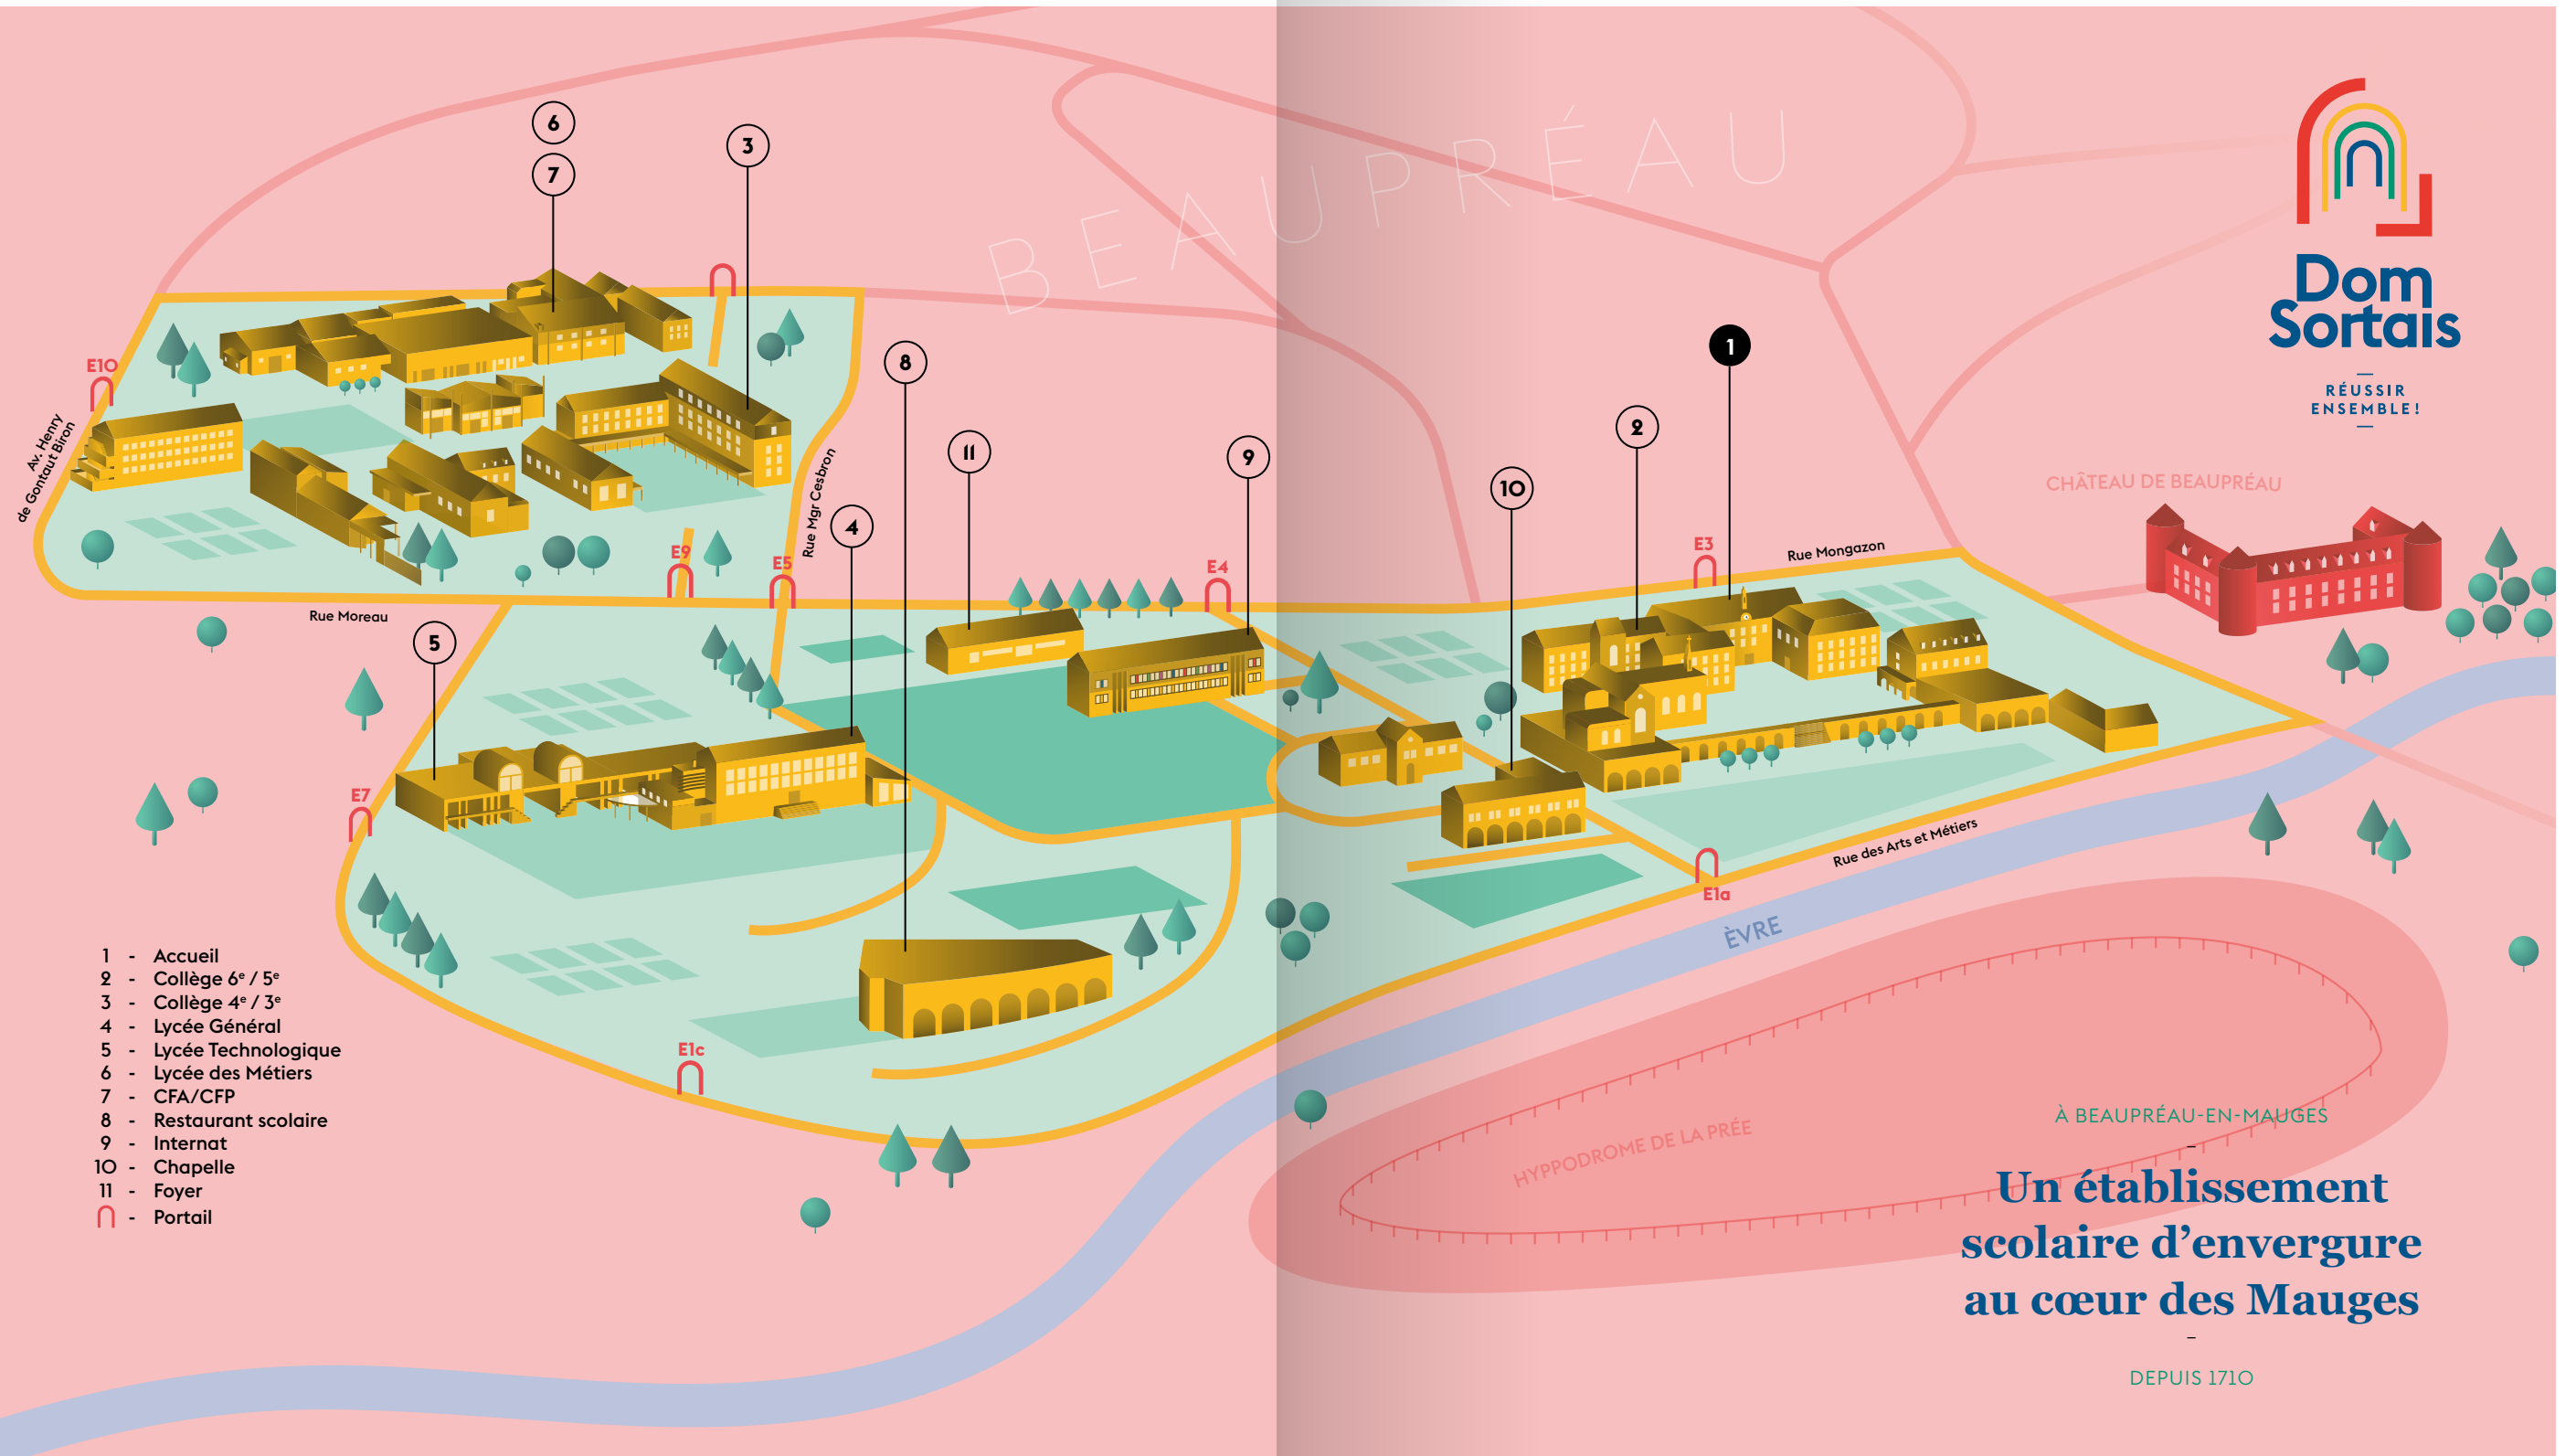 6
7
3
BEAUPRÉAU
Dom
Sortais
RÉUSSIR
ENSEMBLE!
E10
Av. Henry
de Gontaut Biron
8
1
11
9
2
10
CHÂTEAU DE BEAUPRÉAU
Rue Mgr Cesbron
4
E9
E5
E4
E3
Rue Mongazon
Rue Moreau
5
E7
Rue des Arts et Métiers
E1a
ÈVRE
1 - Accueil
2 - Collège 6e / 5e
3 - Collège 4e / 3e
4 - Lycée Général
5 - Lycée Technologique
6 - Lycée des Métiers
7 - CFA/CFP
8 - Restaurant scolaire
9 - Internat
10 - Chapelle
11 - Foyer
- Portail
E1c
HYPPODROME DE LA PRÉE
À BEAUPRÉAU-EN-MAUGES
–
Un établissement
scolaire d’envergure
au cœur des Mauges
–
DEPUIS 1710